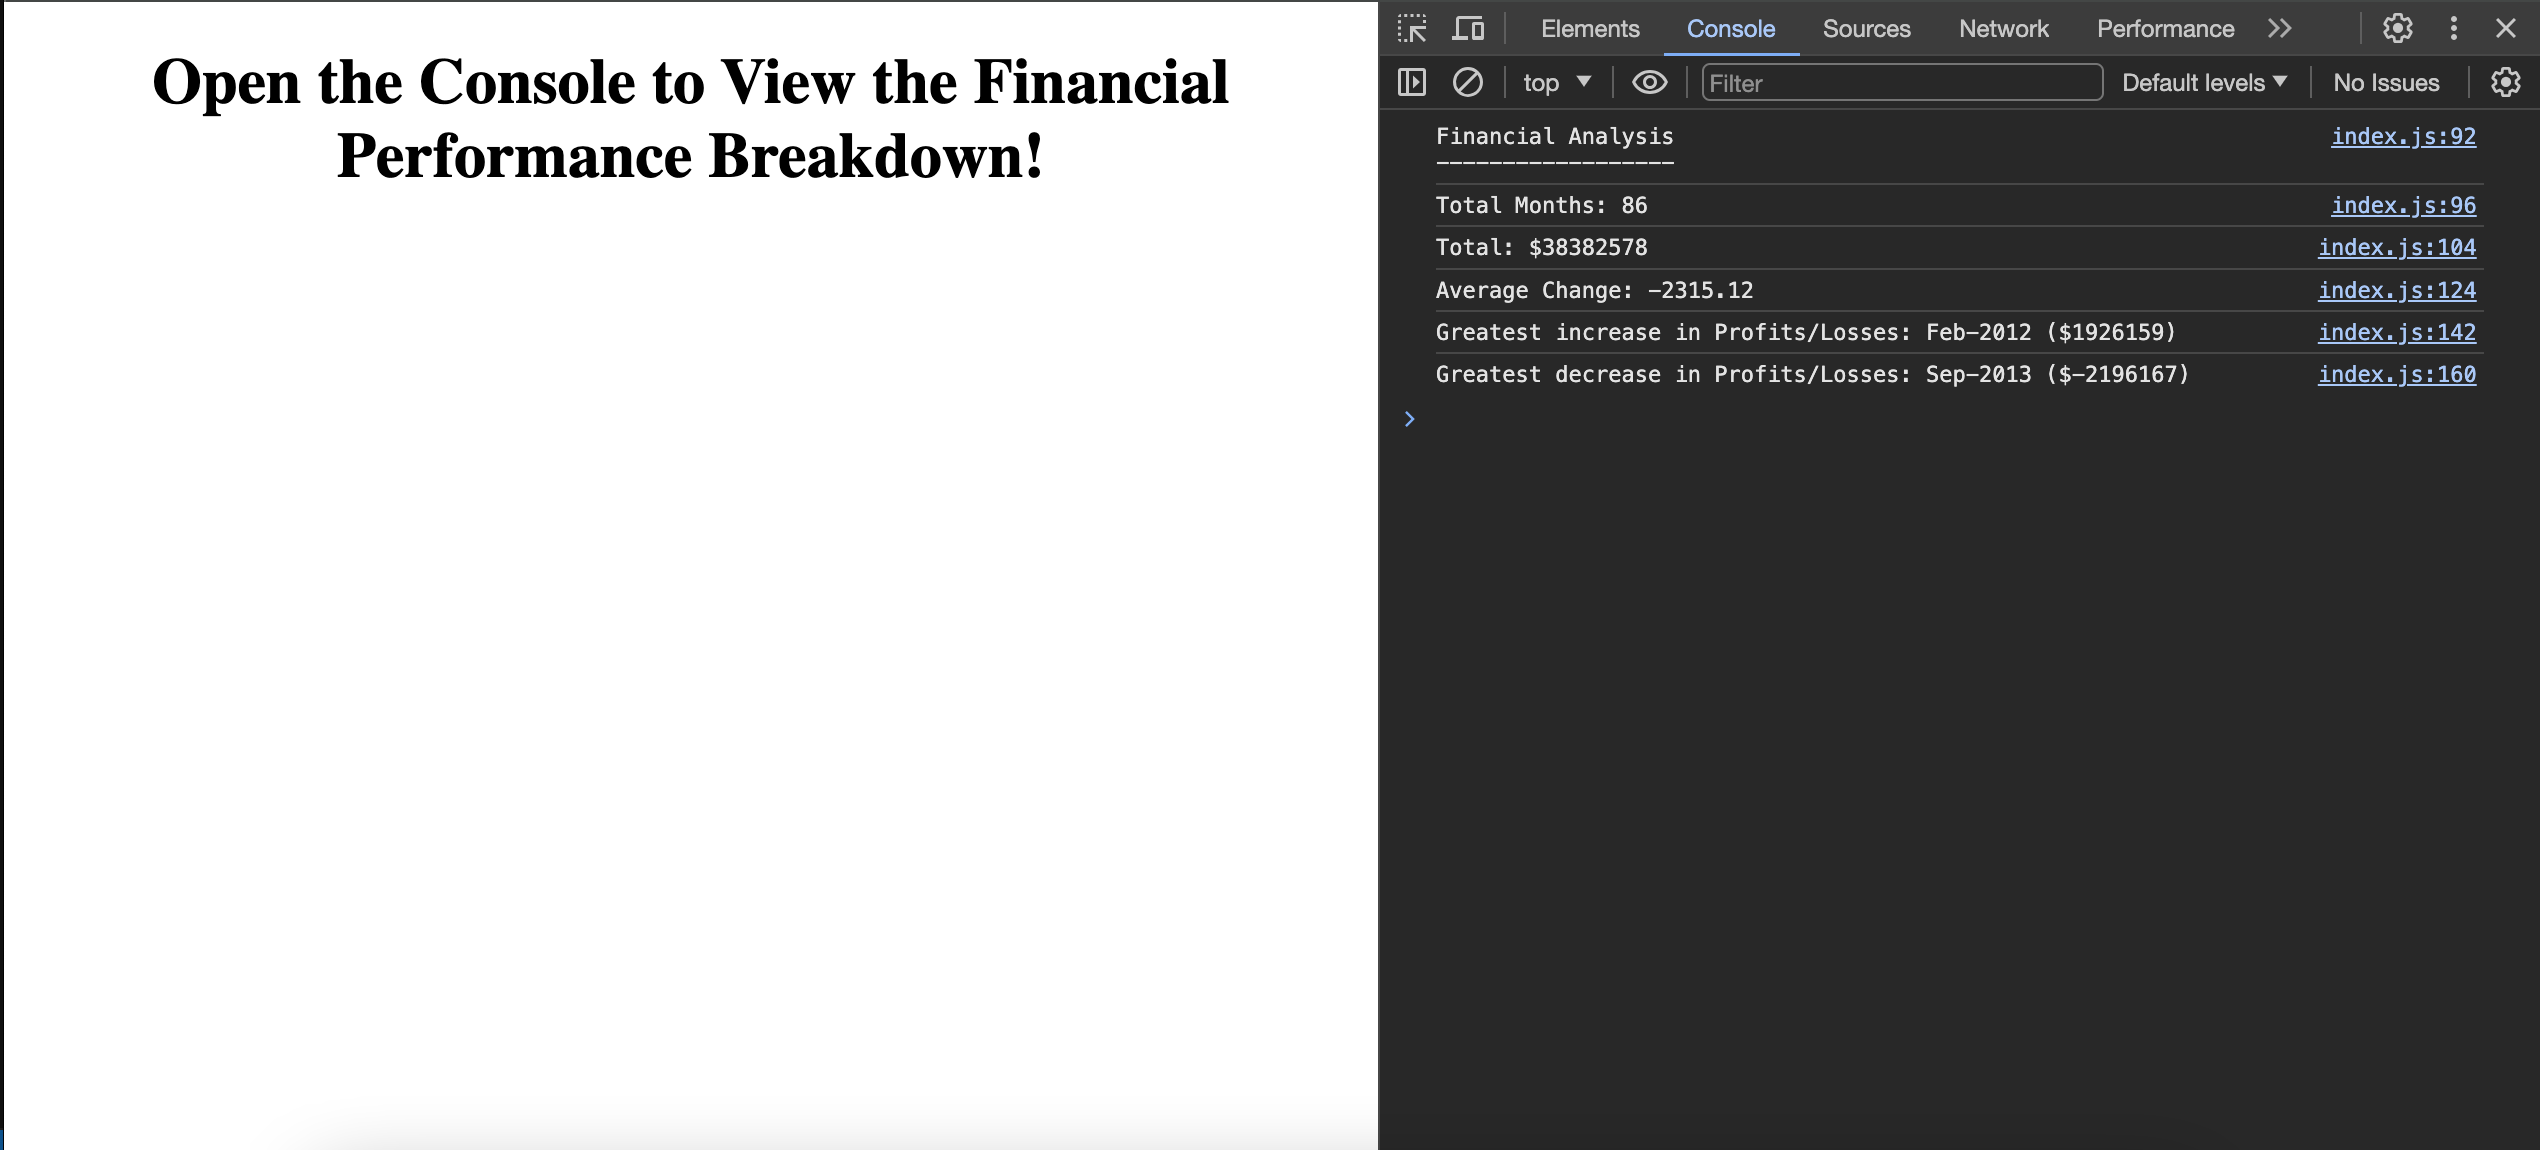 Open the Console to View the Financial
Performance Breakdown!
Elements Console Sources Network Performance
top Filter Default levels No Issues
Financial Analysis index.js:92
------------------
Total Months: 86 index.js:96
Total: $38382578 index.js:104
Average Change: -2315.12 index.js:124
Greatest increase in Profits/Losses: Feb-2012 ($1926159) index.js:142
Greatest decrease in Profits/Losses: Sep-2013 ($-2196167) index.js:160